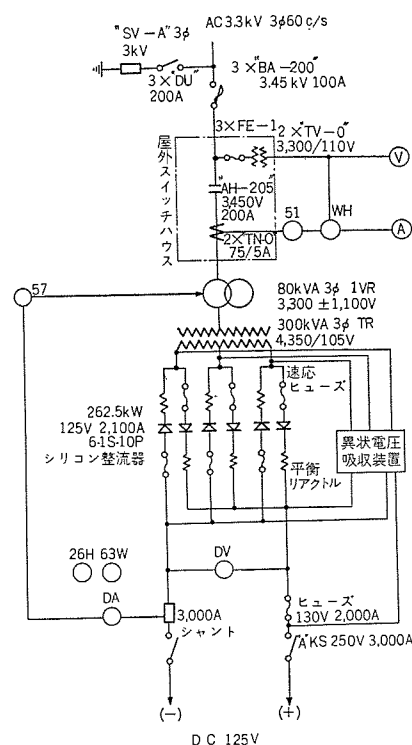 AC3.3kV 3φ60c/s
"SV-A" 3φ
3kV
3×"DU"
200A
3×"BA-200"
3.45kV 100A
3×FE-1
2×"TV-0"
3,300/110V
屋外スイッチハウス
"AH-205"
3,450V
200A
2×TN-0
75/5A
51
WH
V
A
57
80kVA 3φ 1VR
3,300±1,100V
300kVA 3φ TR
4,350/105V
速応
ヒューズ
262.5kW
125V 2,100A
6-1S-10P
シリコン整流器
異状電圧
吸収装置
平衡
リアクトル
26H 63W
DV
DA
3,000A
シャント
ヒューズ
130V 2,000A
"A"KS 250V 3,000A
(-)
(+)
DC 125V